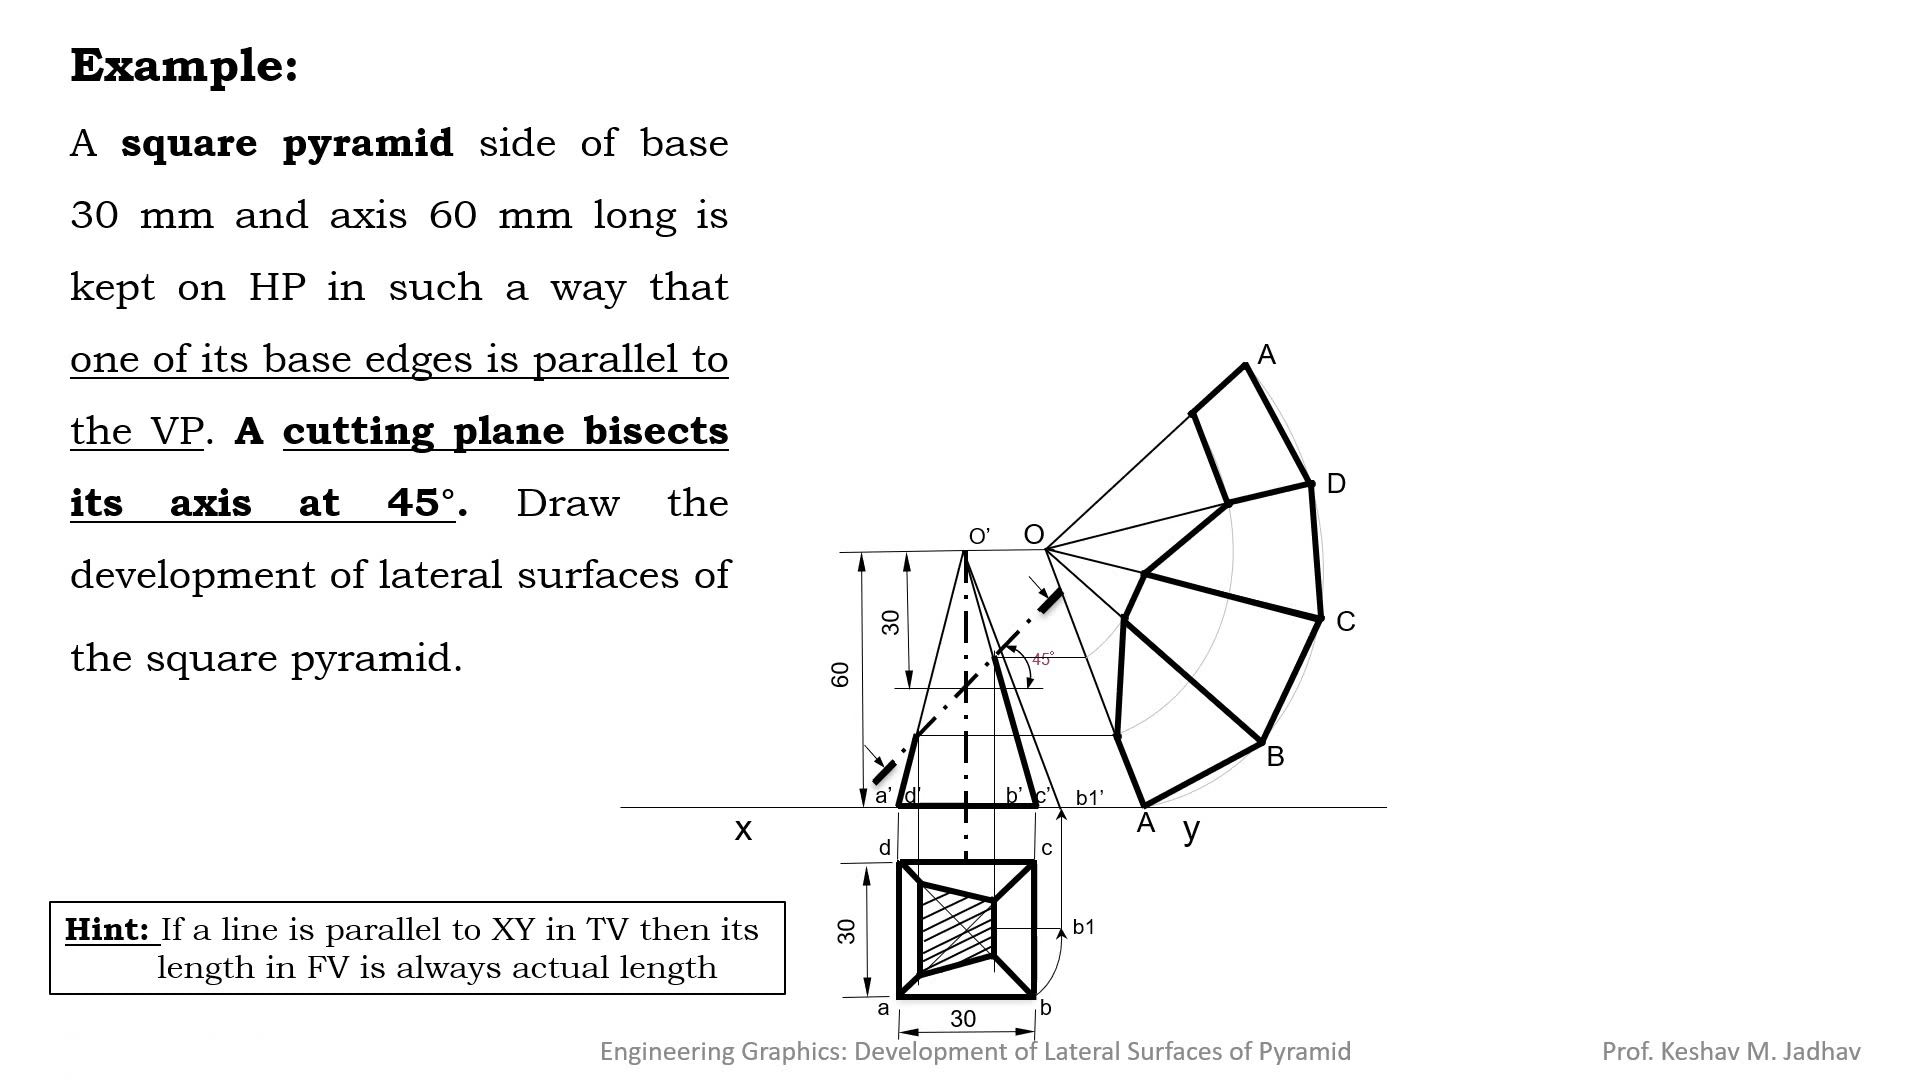 Example:
A square pyramid side of base
30 mm and axis 60 mm long is
kept on HP in such a way that
one of its base edges is parallel to
the VP. A cutting plane bisects
its axis at 45°. Draw the
development of lateral surfaces of
the square pyramid.
A
D
O' O
C
30
45°
60
B
a' d' b' c' b1'
A
x y
d c
30
b1
a b
30
Hint: If a line is parallel to XY in TV then its
length in FV is always actual length
Engineering Graphics: Development of Lateral Surfaces of Pyramid
Prof. Keshav M. Jadhav